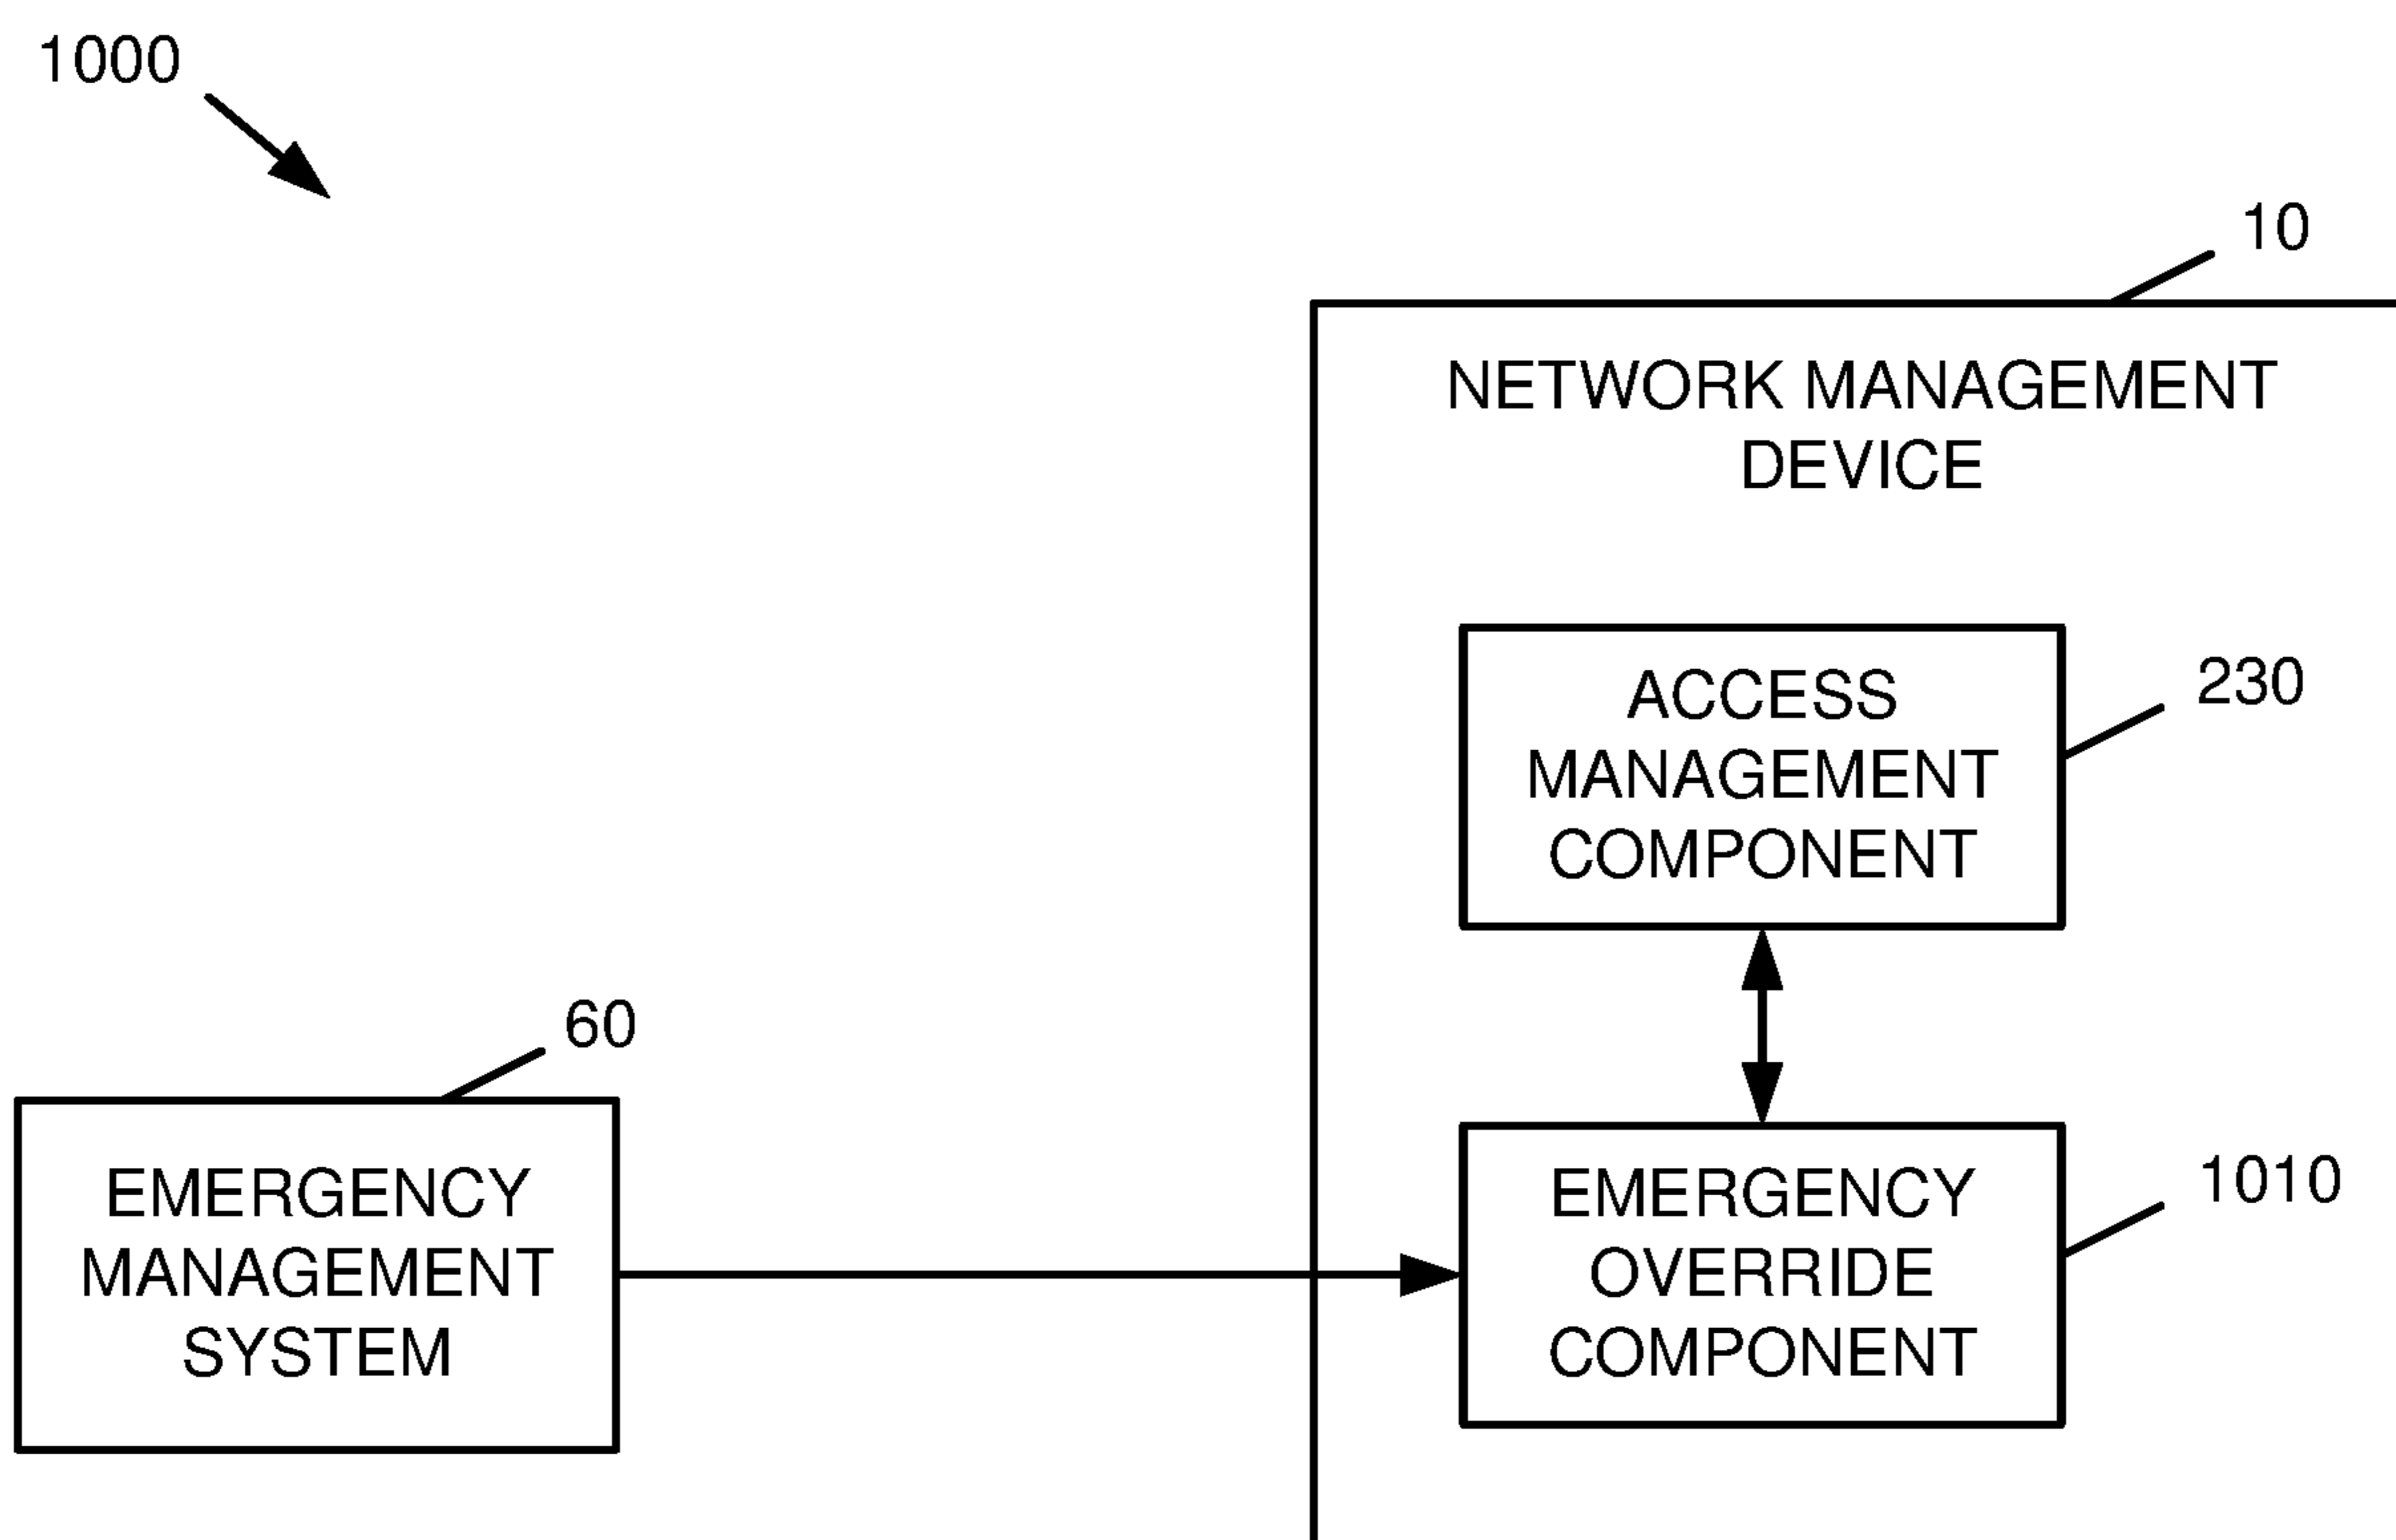 1000
10
NETWORK MANAGEMENT
DEVICE
ACCESS
MANAGEMENT
COMPONENT
230
60
EMERGENCY
MANAGEMENT
SYSTEM
EMERGENCY
OVERRIDE
COMPONENT
1010